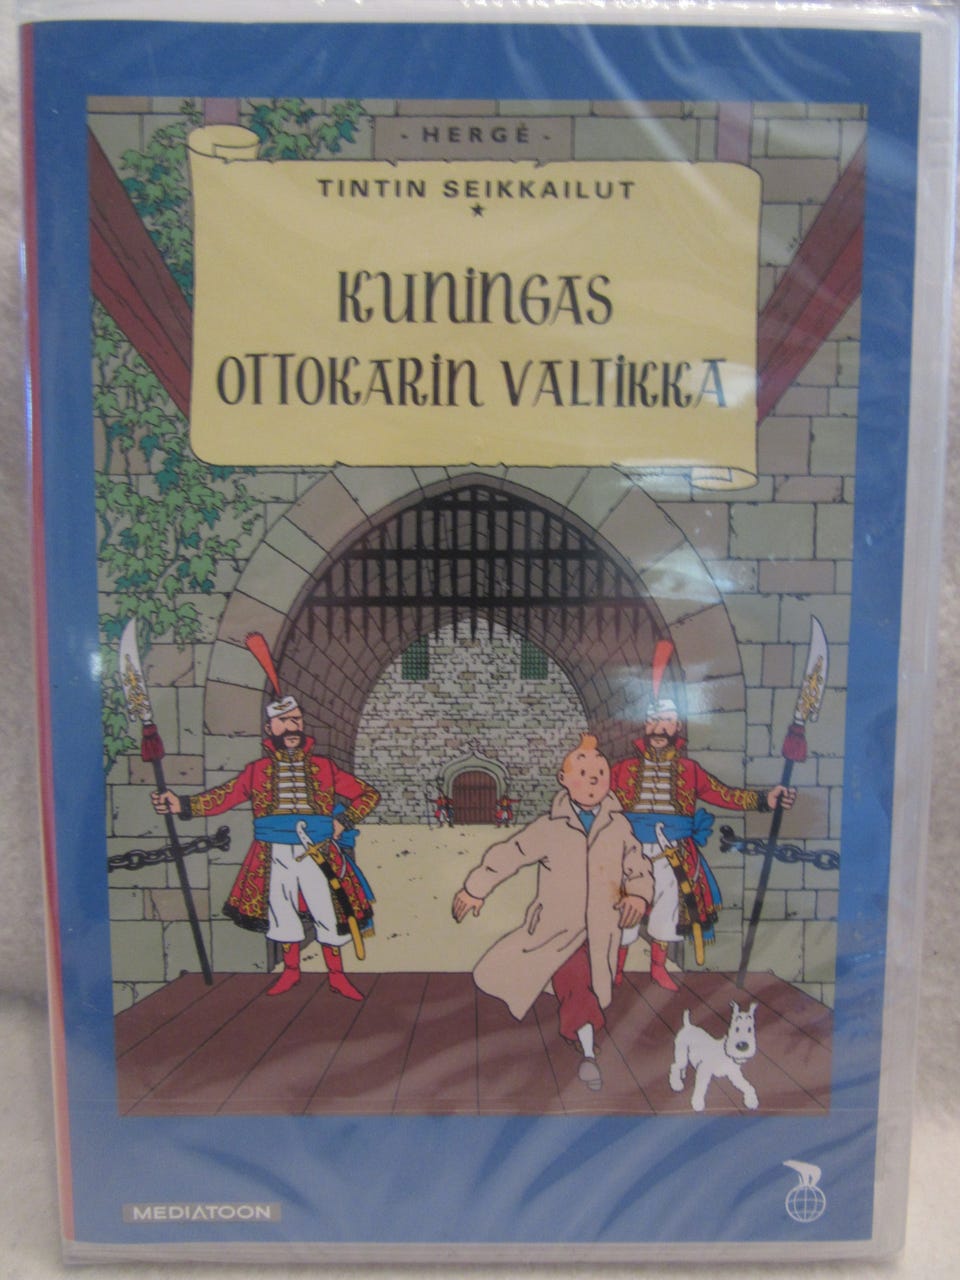 - HERGÉ -
TINTIN SEIKKAILUT
KUNINGAS
OTTOKARIN VALTIKKA
MEDIATOON